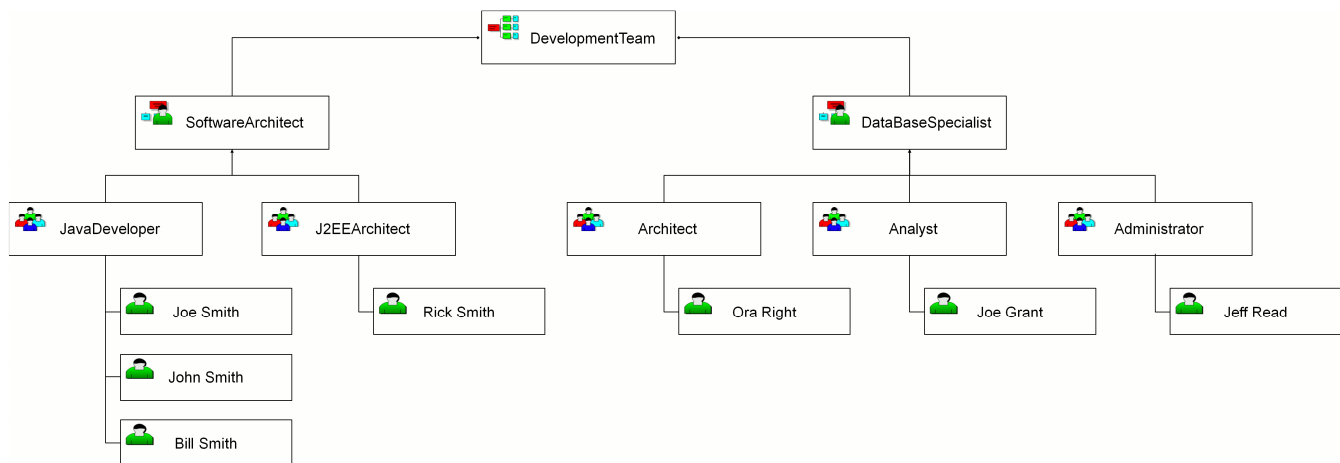 DevelopmentTeam
SoftwareArchitect
DataBaseSpecialist
JavaDeveloper
J2EEArchitect
Architect
Analyst
Administrator
Joe Smith
Rick Smith
Ora Right
Joe Grant
Jeff Read
John Smith
Bill Smith